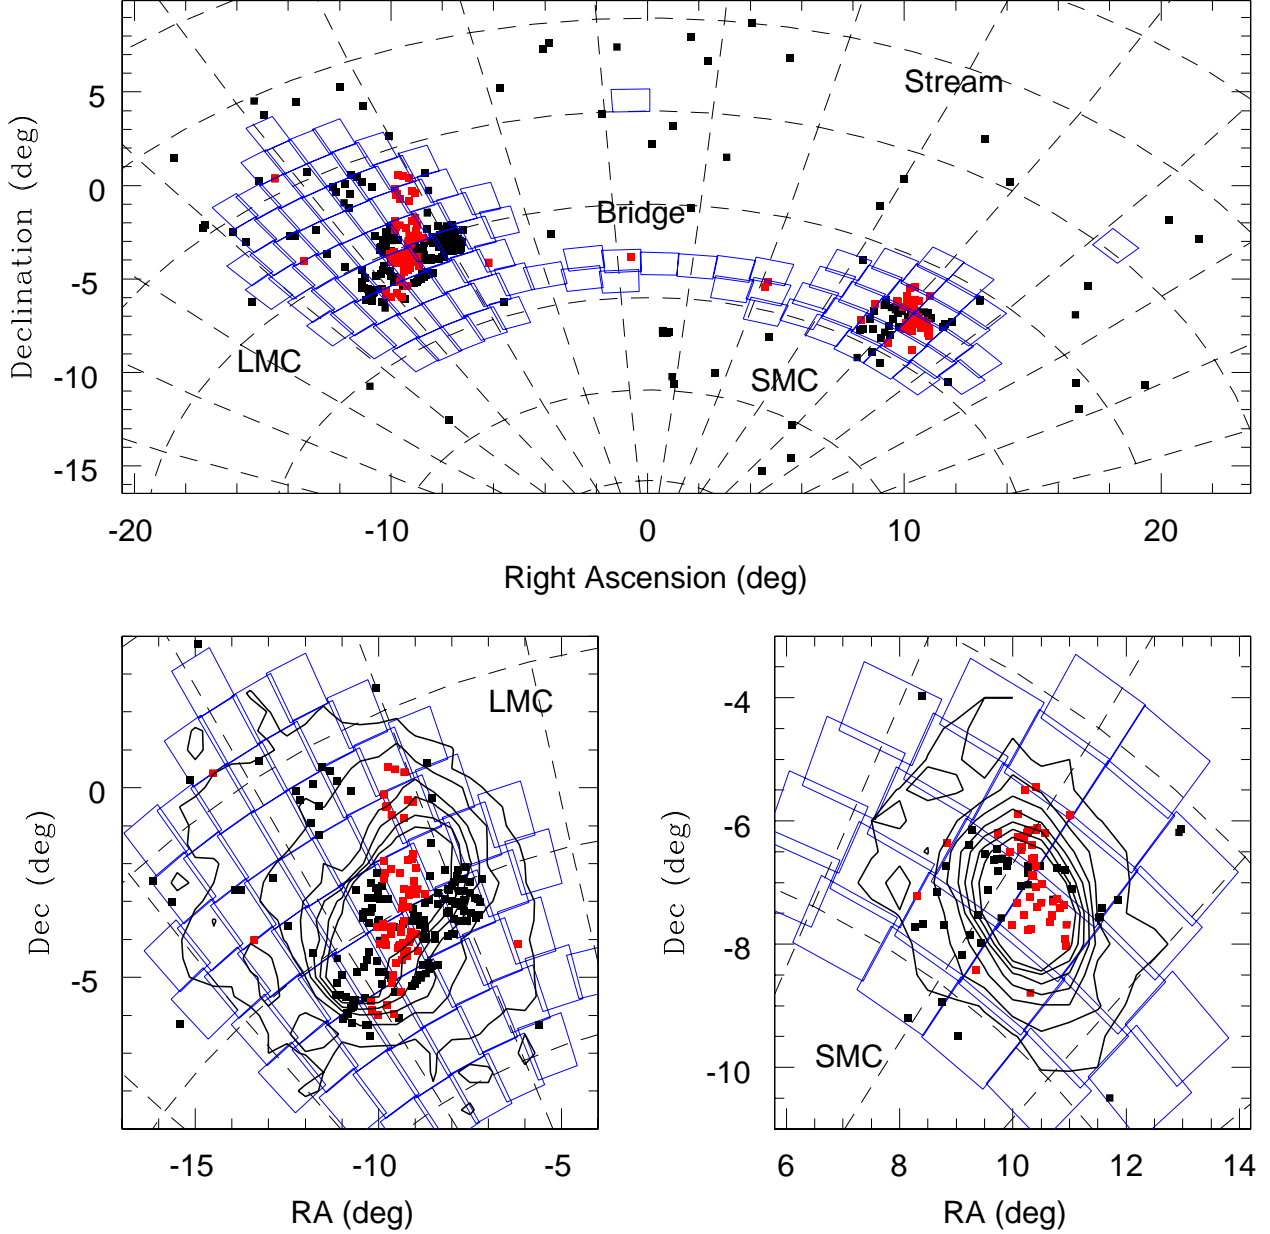 Stream
5
0
Bridge
-5
LMC
SMC
-10
-15
Declination (deg)
-20
-10
0
10
20
Right Ascension (deg)
LMC
0
-5
Dec (deg)
-15
-10
-5
RA (deg)
-4
-6
-8
SMC
-10
Dec (deg)
6
8
10
12
14
RA (deg)